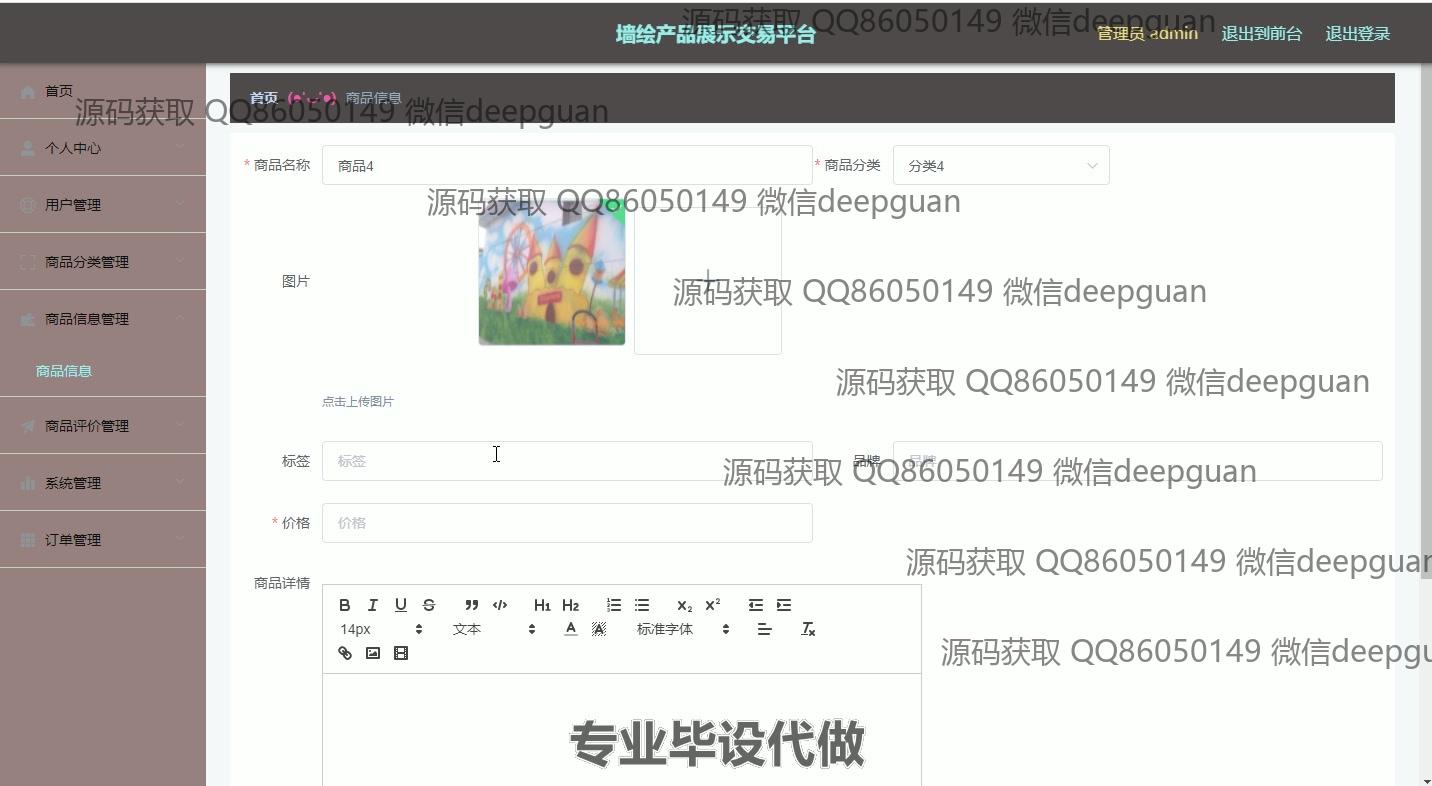 源码获取 QQ86050149 微信deepguan
墙绘产品展示交易平台
管理员 admin
退出到前台
退出登录
首页
个人中心
用户管理
商品分类管理
商品信息管理
商品信息
商品评价管理
系统管理
订单管理
首页 (●'◡'●) 商品信息
源码获取 QQ86050149 微信deepguan
* 商品名称 商品4
* 商品分类 分类4
源码获取 QQ86050149 微信deepguan
图片
源码获取 QQ86050149 微信deepguan
源码获取 QQ86050149 微信deepguan
点击上传图片
标签 标签
品牌 品牌
源码获取 QQ86050149 微信deepguan
* 价格 价格
源码获取 QQ86050149 微信deepguan
商品详情
B I U S H1 H2 x2 x2
14px 文本 A A 标准字体 Tx
源码获取 QQ86050149 微信deepgu
专业毕设代做